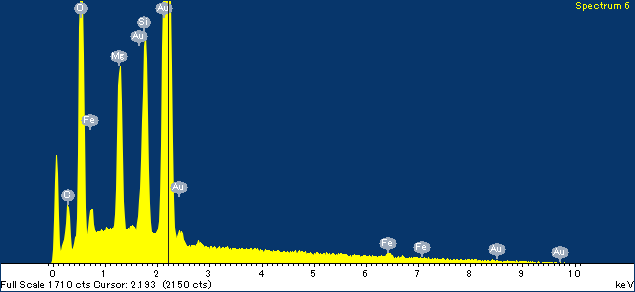 Spectrum 6
O Si Au
Au
Mg
Fe
Au
O
Fe Fe Au Au
0 1 2 3 4 5 6 7 8 9 10
Full Scale 1710 cts Cursor: 2.193 (2150 cts) keV